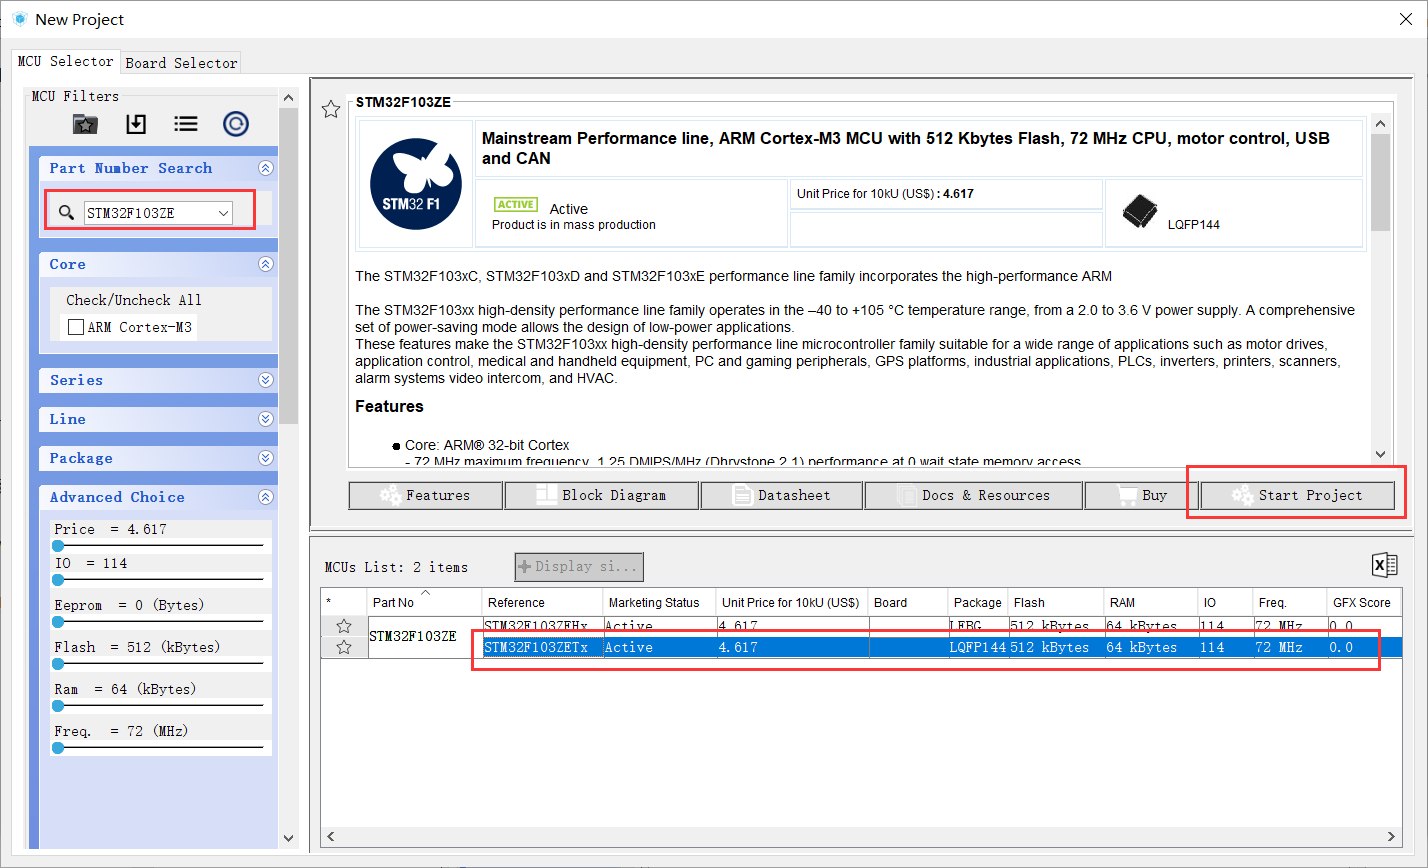 New Project
MCU Selector
Board Selector
MCU Filters
Part Number Search
STM32F103ZE
Core
Check/Uncheck All
ARM Cortex-M3
Series
Line
Package
Advanced Choice
Price = 4.617
IO = 114
Eeprom = 0 (Bytes)
Flash = 512 (kBytes)
Ram = 64 (kBytes)
Freq. = 72 (MHz)
STM32F103ZE
STM32 F1
Mainstream Performance line, ARM Cortex-M3 MCU with 512 Kbytes Flash, 72 MHz CPU, motor control, USB
and CAN
ACTIVE Active
Product is in mass production
Unit Price for 10kU (US$) : 4.617
LQFP144
The STM32F103xC, STM32F103xD and STM32F103xE performance line family incorporates the high-performance ARM
The STM32F103xx high-density performance line family operates in the –40 to +105 °C temperature range, from a 2.0 to 3.6 V power supply. A comprehensive
set of power-saving mode allows the design of low-power applications.
These features make the STM32F103xx high-density performance line microcontroller family suitable for a wide range of applications such as motor drives,
application control, medical and handheld equipment, PC and gaming peripherals, GPS platforms, industrial applications, PLCs, inverters, printers, scanners,
alarm systems video intercom, and HVAC.
Features
● Core: ARM® 32-bit Cortex
- 72 MHz maximum frequency, 1.25 DMIPS/MHz (Dhrystone 2.1) performance at 0 wait state memory access
Features Block Diagram Datasheet Docs & Resources Buy Start Project
MCUs List: 2 items
+ Display si...
* Part No Reference Marketing Status Unit Price for 10kU (US$) Board Package Flash RAM IO Freq. GFX Score
STM32F103ZE
STM32F103ZEHx Active 4.617 LFBG... 512 kBytes 64 kBytes 114 72 MHz 0.0
STM32F103ZETx Active 4.617 LQFP144 512 kBytes 64 kBytes 114 72 MHz 0.0